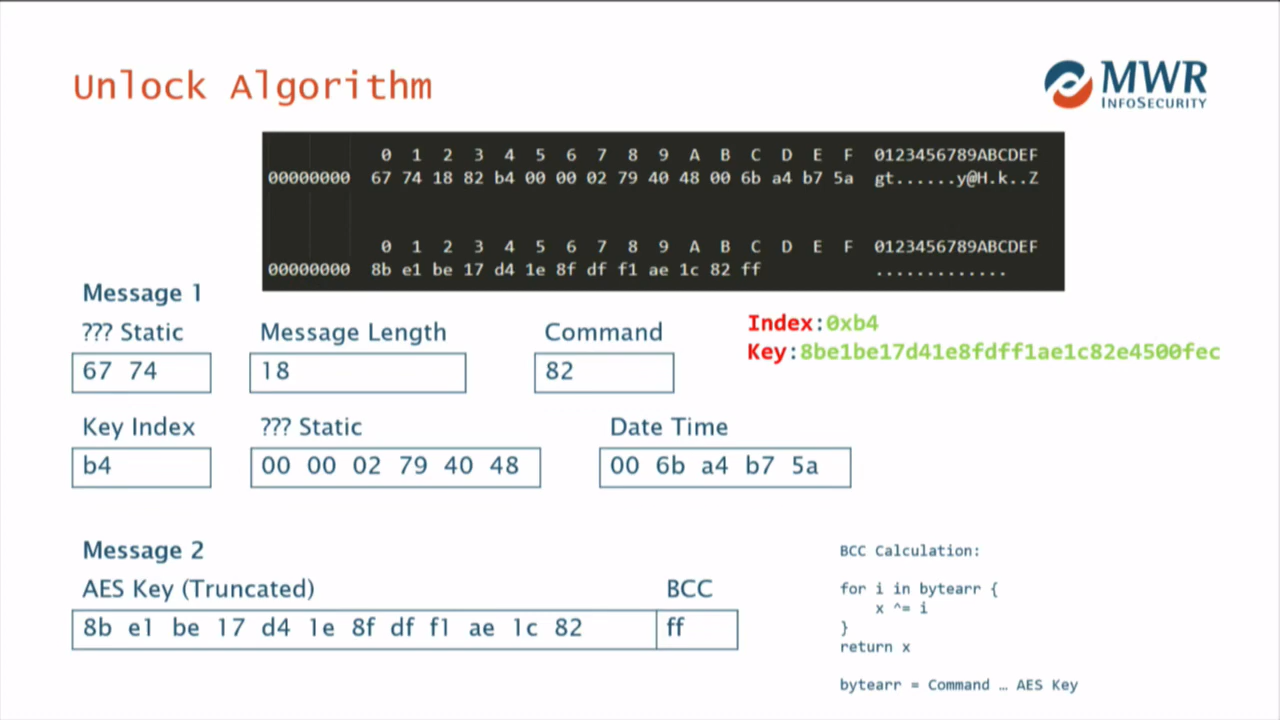 Unlock Algorithm
MWR
INFOSECURITY
0 1 2 3 4 5 6 7 8 9 A B C D E F 0123456789ABCDEF
00000000 67 74 18 82 b4 00 00 02 79 40 48 00 6b a4 b7 5a gt......y@H.k..Z
0 1 2 3 4 5 6 7 8 9 A B C D E F 0123456789ABCDEF
00000000 8b e1 be 17 d4 1e 8f df f1 ae 1c 82 ff .............
Message 1
??? Static Message Length Command
67 74 18 82
Index:0xb4
Key:8be1be17d41e8fdff1ae1c82e4500fec
Key Index ??? Static Date Time
b4 00 00 02 79 40 48 00 6b a4 b7 5a
Message 2
AES Key (Truncated) BCC
8b e1 be 17 d4 1e 8f df f1 ae 1c 82 ff
BCC Calculation:
for i in bytearr {
x ^= i
}
return x
bytearr = Command … AES Key